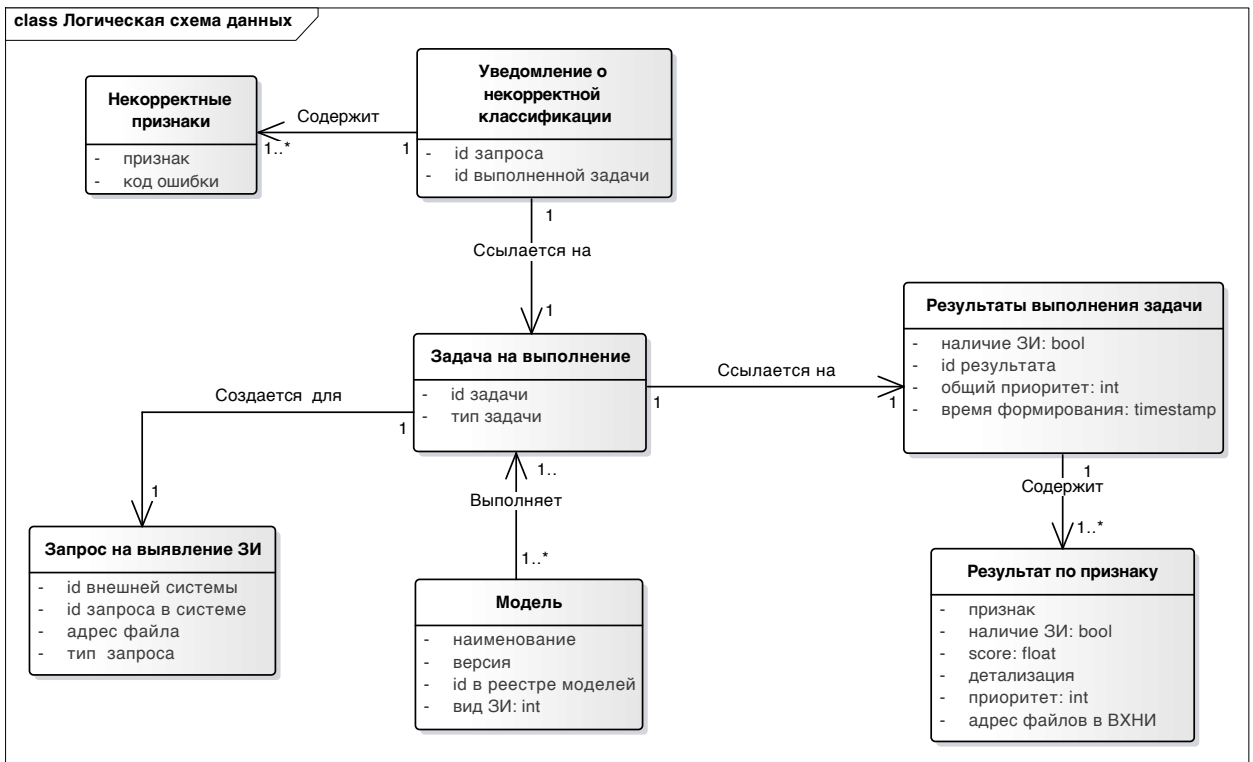 class Логическая схема данных
Некорректные
признаки
- признак
- код ошибки
Содержит
1..*
1
Уведомление о
некорректной
классификации
- id запроса
- id выполненной задачи
1
Ссылается на
1
Задача на выполнение
- id задачи
- тип задачи
Ссылается на
1
1
Результаты выполнения задачи
- наличие ЗИ: bool
- id результата
- общий приоритет: int
- время формирования: timestamp
Создается для
1
1
Запрос на выявление ЗИ
- id внешней системы
- id запроса в системе
- адрес файла
- тип запроса
1..
Выполняет
1..*
Модель
- наименование
- версия
- id в реестре моделей
- вид ЗИ: int
1
Содержит
1..*
Результат по признаку
- признак
- наличие ЗИ: bool
- score: float
- детализация
- приоритет: int
- адрес файлов в ВХНИ